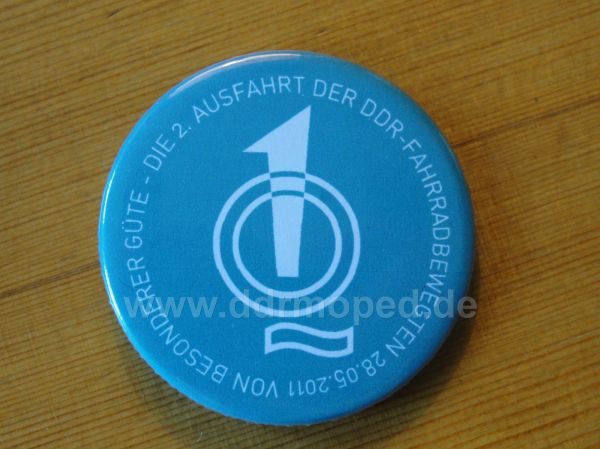 VON BESONDERER GÜTE - DIE 2. AUSFAHRT DER DDR-FAHRRADBEWEGTEN 28.05.2011
1
www.ddrmoped.de